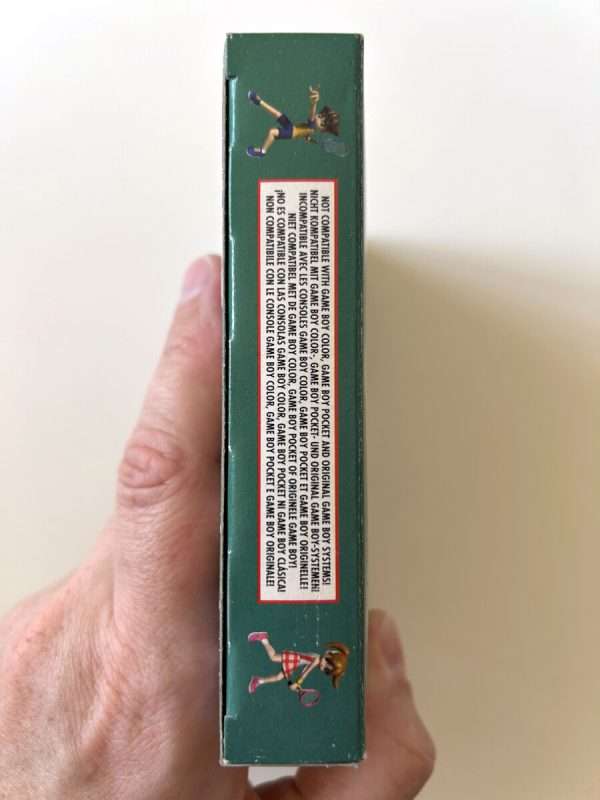 NOT COMPATIBLE WITH GAME BOY COLOR, GAME BOY POCKET AND ORIGINAL GAME BOY SYSTEMS!
NICHT KOMPATIBEL MIT GAME BOY COLOR-, GAME BOY POCKET- UND ORIGINAL GAME BOY-SYSTEMEN!
INCOMPATIBLE AVEC LES CONSOLES GAME BOY COLOR, GAME BOY POCKET ET GAME BOY ORIGINELLE!
NIET COMPATIBEL MET DE GAME BOY COLOR, GAME BOY POCKET OF ORIGINELE GAME BOY!
¡NO ES COMPATIBLE CON LAS CONSOLAS GAME BOY COLOR, GAME BOY POCKET NI GAME BOY CLÁSICA!
NON COMPATIBILE CON LE CONSOLE GAME BOY COLOR, GAME BOY POCKET E GAME BOY ORIGINALE!